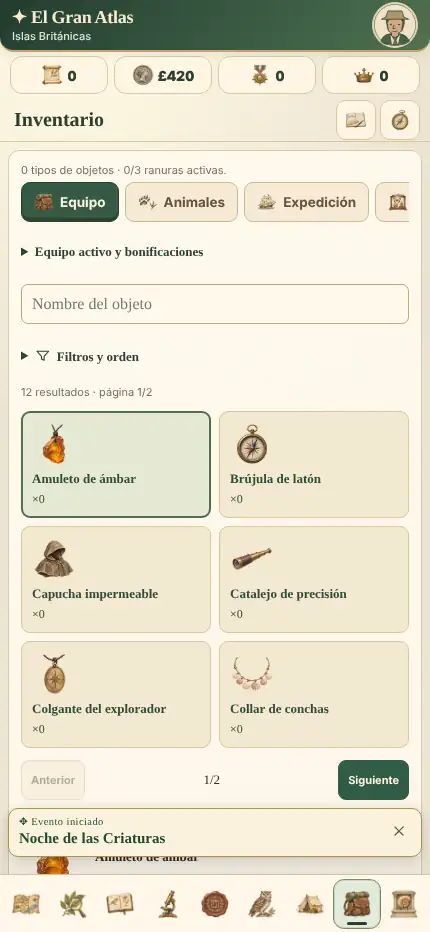 ✦ El Gran Atlas
Islas Británicas
0
£420
0
0
Inventario
0 tipos de objetos · 0/3 ranuras activas.
Equipo
Animales
Expedición
Equipo activo y bonificaciones
Nombre del objeto
Filtros y orden
12 resultados · página 1/2
Amuleto de ámbar
×0
Brújula de latón
×0
Capucha impermeable
×0
Catalejo de precisión
×0
Colgante del explorador
×0
Collar de conchas
×0
Anterior
1/2
Siguiente
✥ Evento iniciado
Noche de las Criaturas
Amuleto de ámbar